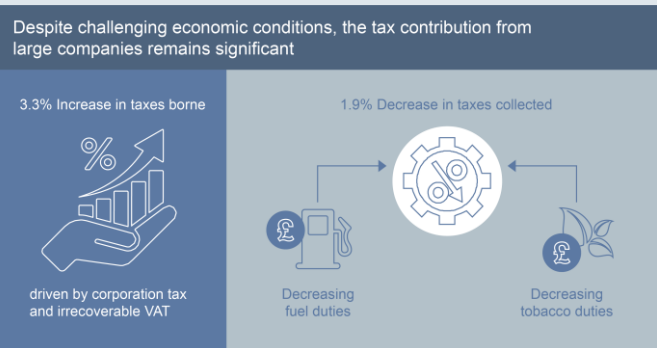 Despite challenging economic conditions, the tax contribution from
large companies remains significant
3.3% Increase in taxes borne
%
driven by corporation tax
and irrecoverable VAT
1.9% Decrease in taxes collected
%
£
Decreasing
fuel duties
£
Decreasing
tobacco duties